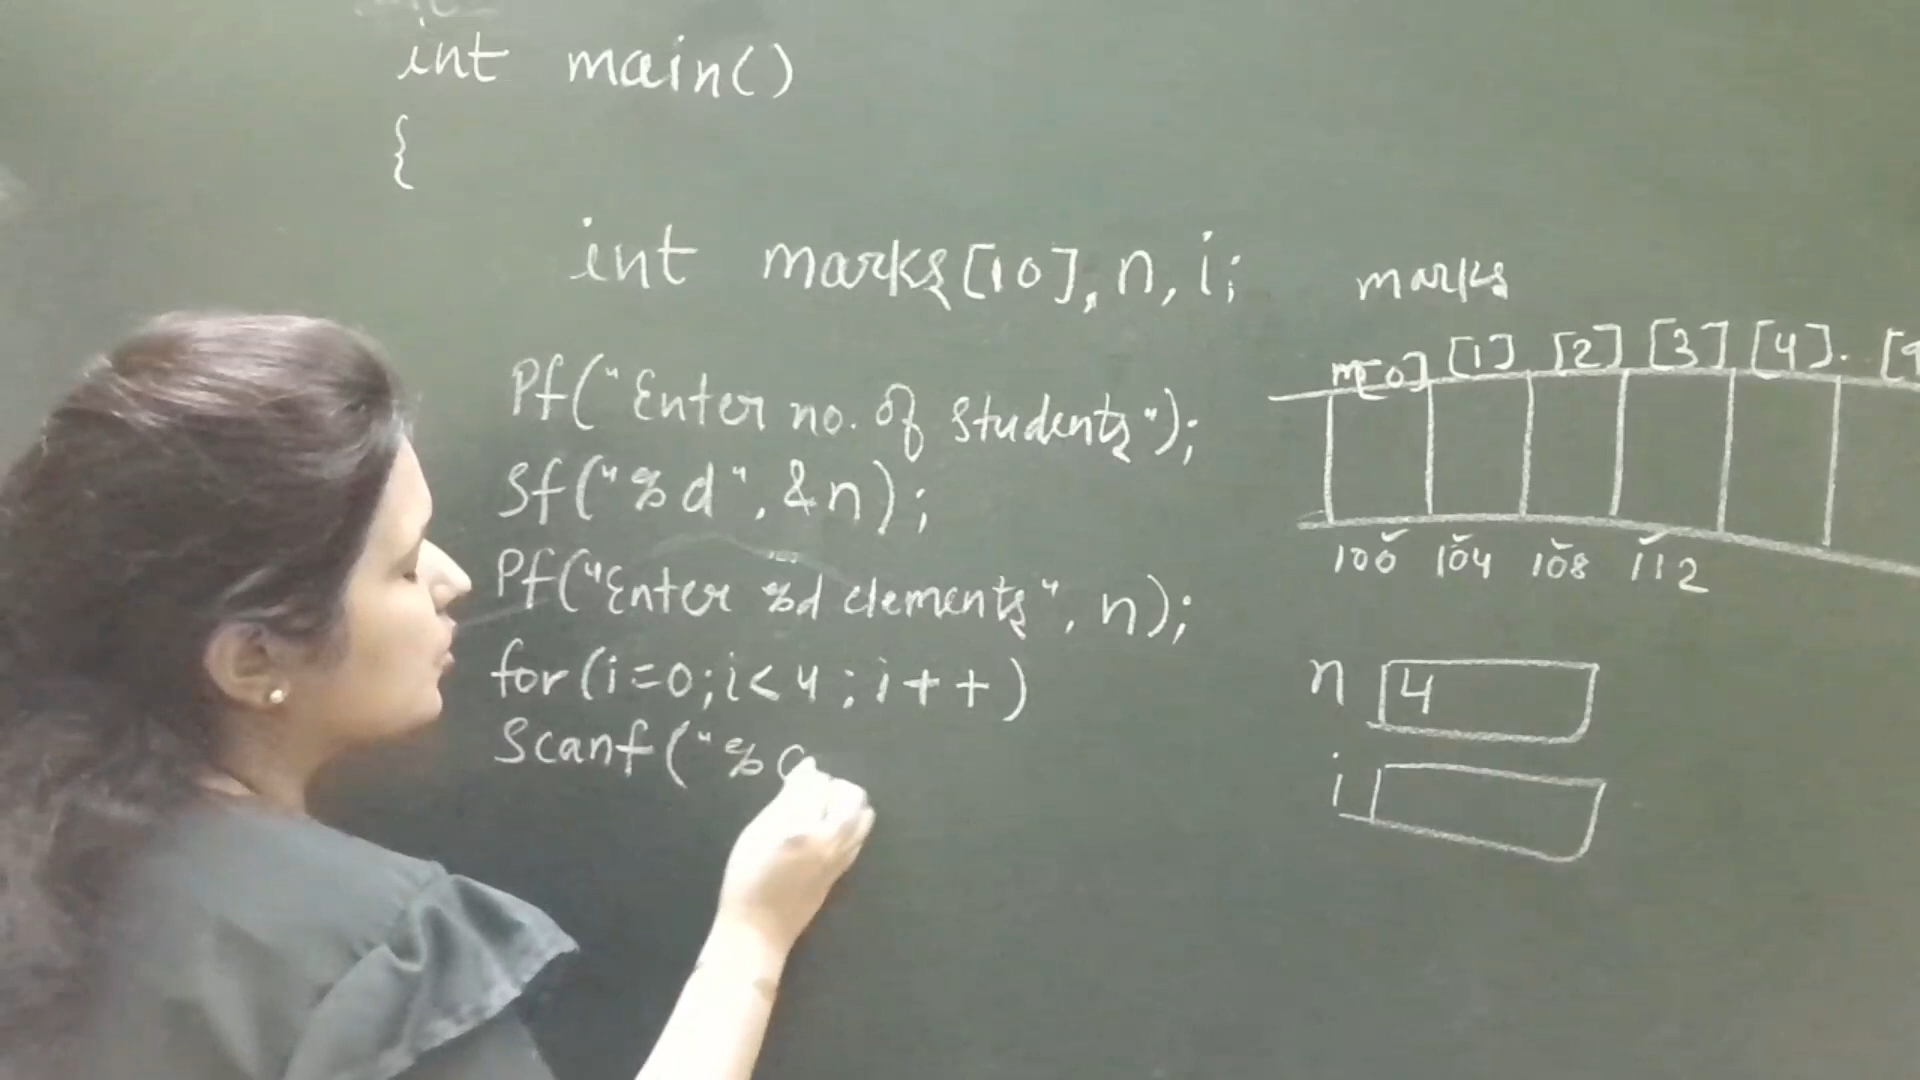 int main()
{
int marks[10], n, i;
Pf("Enter no. of students");
Sf("%d", &n);
Pf("Enter %d elements", n);
for(i=0;i<4;i++)
Scanf("%
marks
m[0] [1] [2] [3] [4]. [9
100 104 108 112
n 4
i